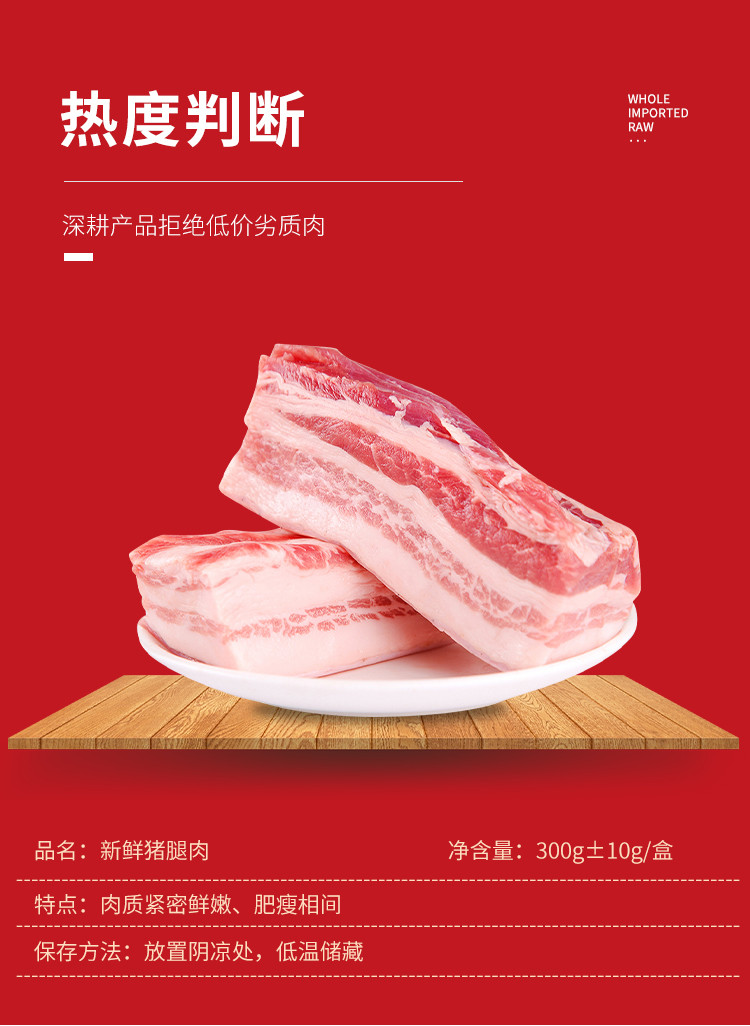 热度判断
WHOLE
IMPORTED
RAW
...
深耕产品拒绝低价劣质肉
品名：新鲜猪腿肉
净含量：300g±10g/盒
特点：肉质紧密鲜嫩、肥瘦相间
保存方法：放置阴凉处，低温储藏